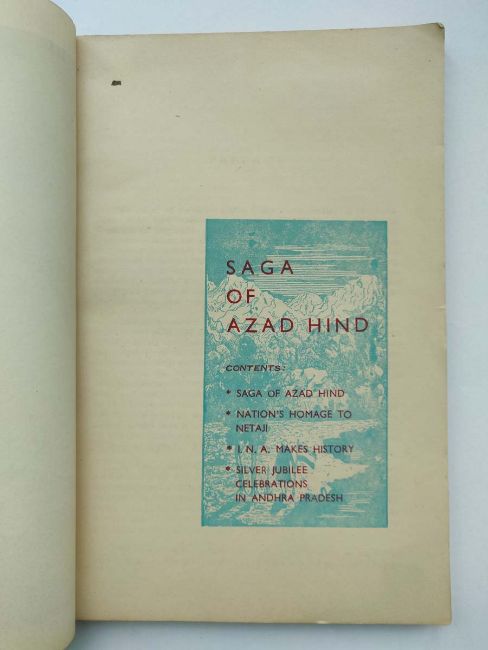 SAGA
OF
AZAD HIND
CONTENTS:
* SAGA OF AZAD HIND
* NATION'S HOMAGE TO
NETAJI
* I. N. A. MAKES HISTORY
* SILVER JUBILEE
CELEBRATIONS
IN ANDHRA PRADESH